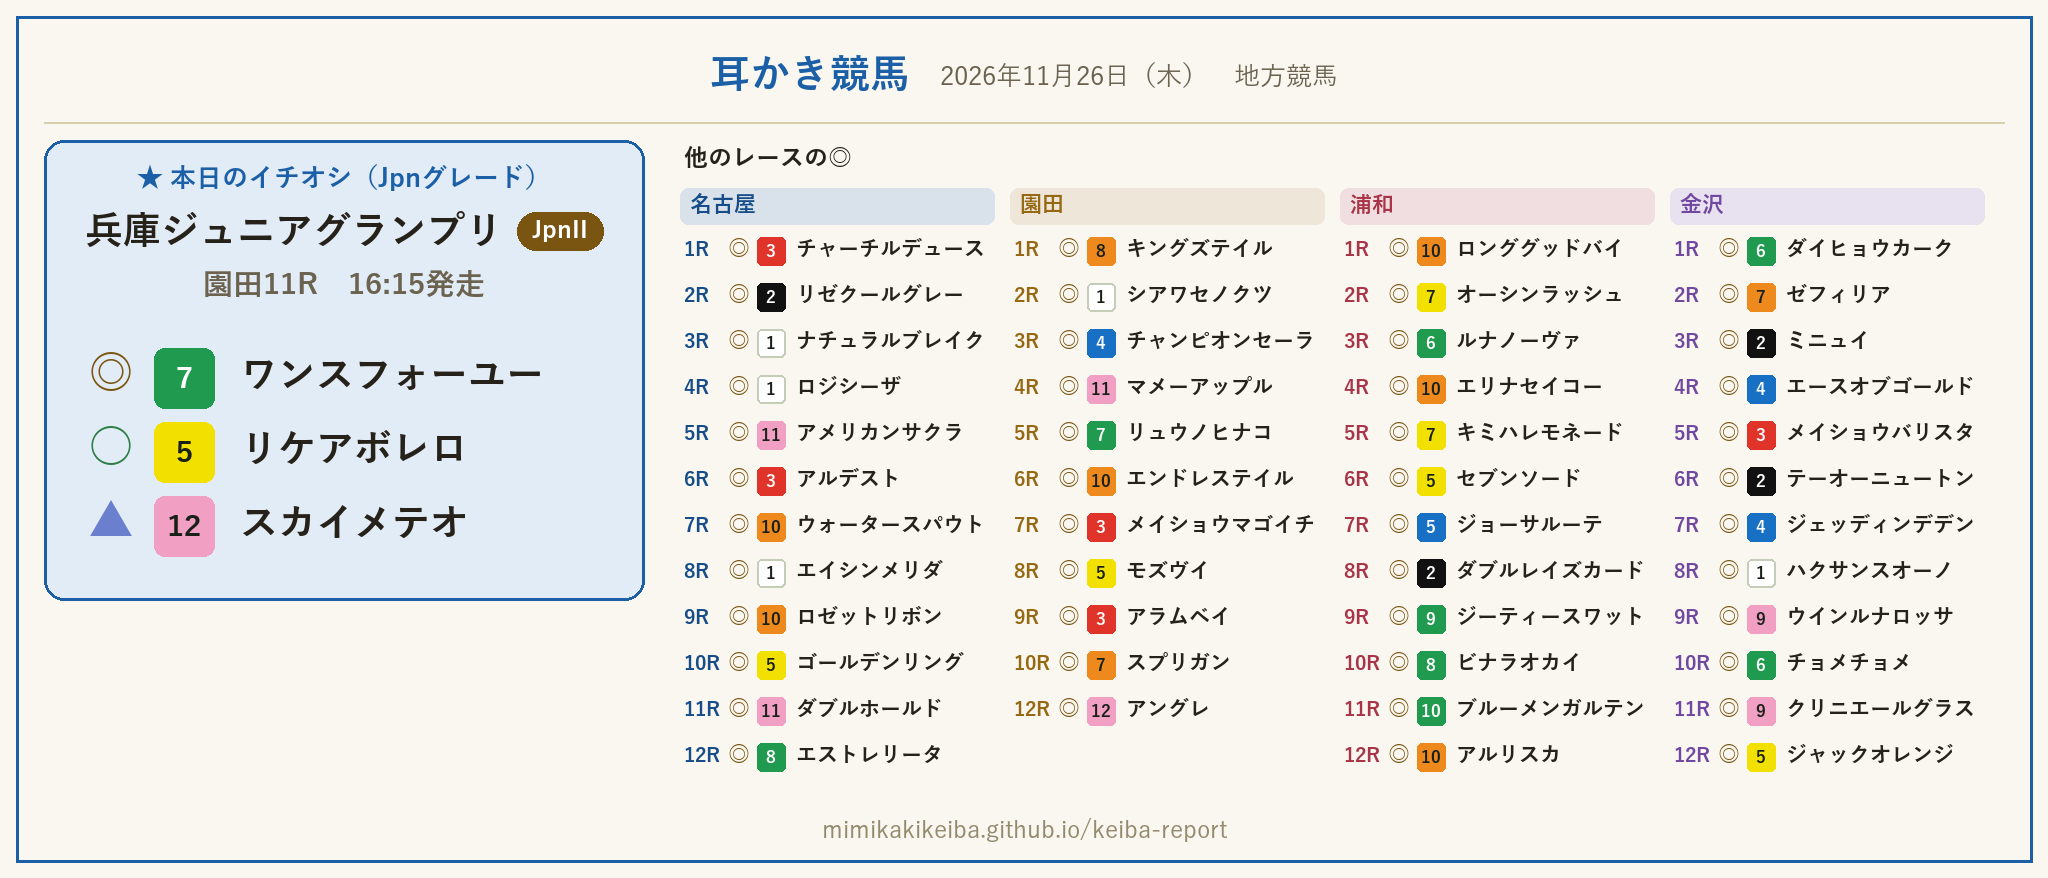 耳かき競馬 2026年11月26日（木） 地方競馬
★ 本日のイチオシ（Jpnグレード）
兵庫ジュニアグランプリ JpnII
園田11R 16:15発走
◎ 7 ワンスフォーユー
○ 5 リケアボレロ
▲ 12 スカイメテオ
他のレースの◎
名古屋
1R ◎ 3 チャーチルデュース
2R ◎ 2 リゼクールグレー
3R ◎ 1 ナチュラルブレイク
4R ◎ 1 ロジシーザ
5R ◎ 11 アメリカンサクラ
6R ◎ 3 アルデスト
7R ◎ 10 ウォータースパウト
8R ◎ 1 エイシンメリダ
9R ◎ 10 ロゼットリボン
10R ◎ 5 ゴールデンリング
11R ◎ 11 ダブルホールド
12R ◎ 8 エストレリータ
園田
1R ◎ 8 キングズテイル
2R ◎ 1 シアワセノクツ
3R ◎ 4 チャンピオンセーラ
4R ◎ 11 マメーアップル
5R ◎ 7 リュウノヒナコ
6R ◎ 10 エンドレステイル
7R ◎ 3 メイショウマゴイチ
8R ◎ 5 モズヴイ
9R ◎ 3 アラムベイ
10R ◎ 7 スプリガン
12R ◎ 12 アングレ
浦和
1R ◎ 10 ロンググッドバイ
2R ◎ 7 オーシンラッシュ
3R ◎ 6 ルナノーヴァ
4R ◎ 10 エリナセイコー
5R ◎ 7 キミハレモネード
6R ◎ 5 セブンソード
7R ◎ 5 ジョーサルーテ
8R ◎ 2 ダブルレイズカード
9R ◎ 9 ジーティースワット
10R ◎ 8 ビナラオカイ
11R ◎ 10 ブルーメンガルテン
12R ◎ 10 アルリスカ
金沢
1R ◎ 6 ダイヒョウカーク
2R ◎ 7 ゼフィリア
3R ◎ 2 ミニュイ
4R ◎ 4 エースオブゴールド
5R ◎ 3 メイショウバリスタ
6R ◎ 2 テーオーニュートン
7R ◎ 4 ジェッディンデデン
8R ◎ 1 ハクサンスオーノ
9R ◎ 9 ウインルナロッサ
10R ◎ 6 チョメチョメ
11R ◎ 9 クリニエールグラス
12R ◎ 5 ジャックオレンジ
mimikakikeiba.github.io/keiba-report